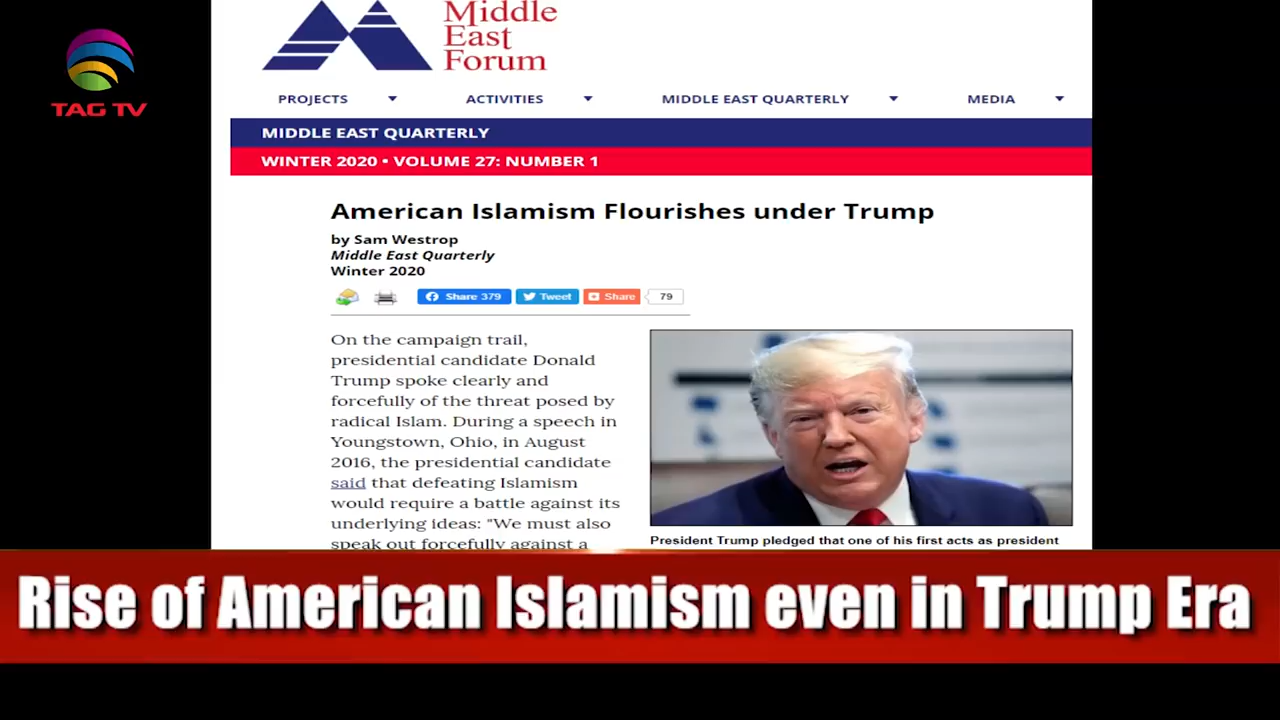 Middle
East
Forum
TAG TV
PROJECTS ACTIVITIES MIDDLE EAST QUARTERLY MEDIA
MIDDLE EAST QUARTERLY
WINTER 2020 • VOLUME 27: NUMBER 1
American Islamism Flourishes under Trump
by Sam Westrop
Middle East Quarterly
Winter 2020
Share 379 Tweet Share 79
On the campaign trail,
presidential candidate Donald
Trump spoke clearly and
forcefully of the threat posed by
radical Islam. During a speech in
Youngstown, Ohio, in August
2016, the presidential candidate
said that defeating Islamism
would require a battle against its
underlying ideas: "We must also
speak out forcefully against a
President Trump pledged that one of his first acts as president
Rise of American Islamism even in Trump Era